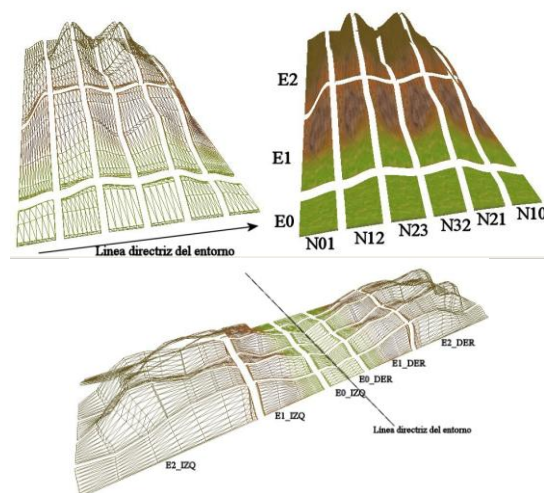 E2
E1
E0
N01 N12 N23 N32 N21 N10
Linea directriz del entorno
E2_DER
E1_DER
E0_DER
E0_IZQ
E1_IZQ
E2_IZQ
Línea directriz del entorno